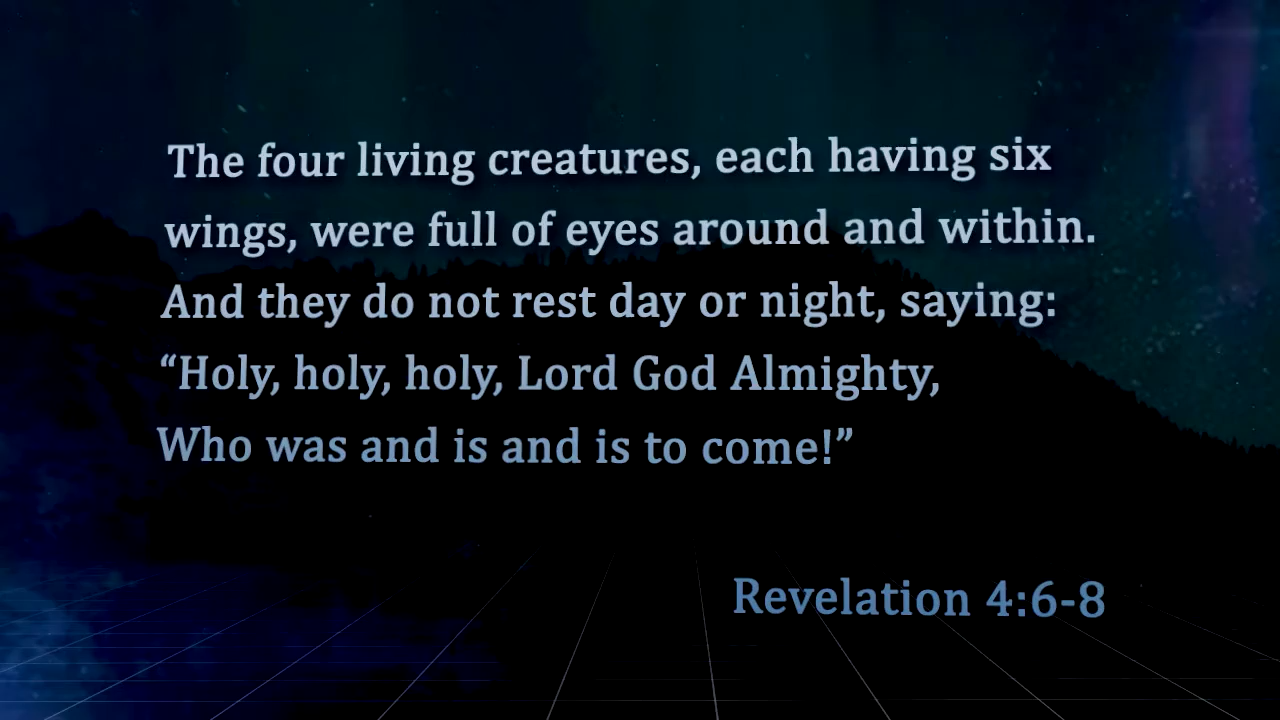 The four living creatures, each having six
wings, were full of eyes around and within.
And they do not rest day or night, saying:
“Holy, holy, holy, Lord God Almighty,
Who was and is and is to come!”
Revelation 4:6-8